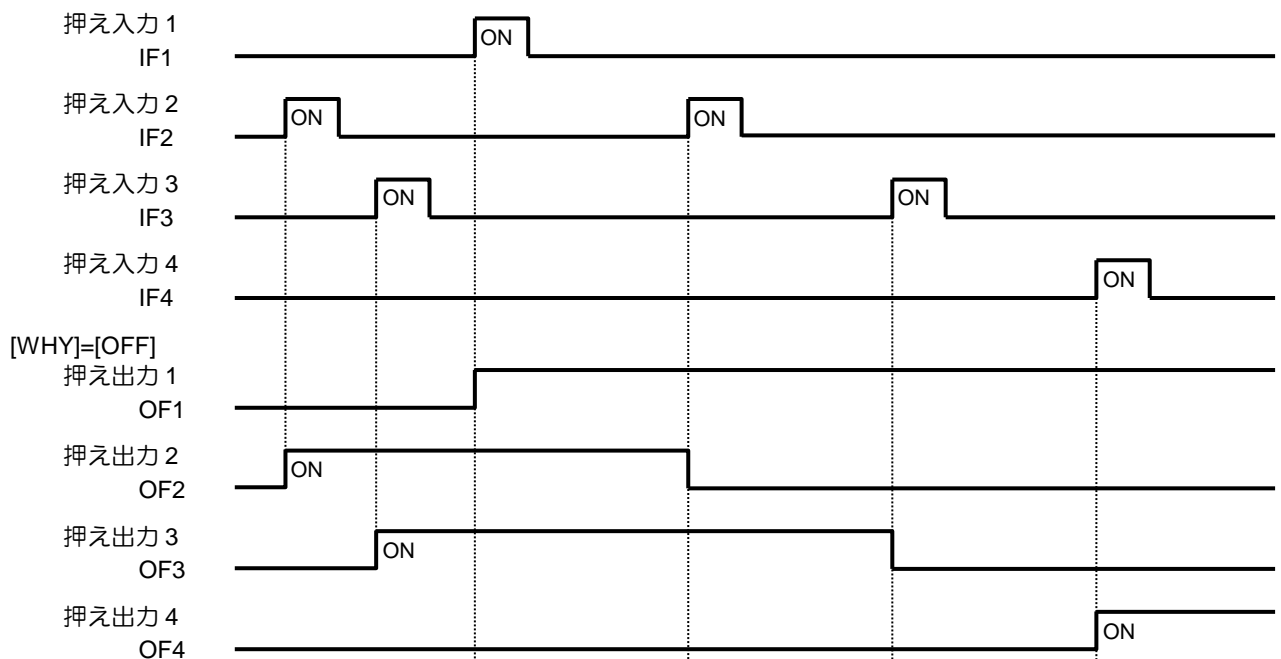 押え入力 1
ON
IF1
押え入力 2
ON
ON
IF2
押え入力 3
ON
ON
IF3
押え入力 4
ON
IF4
[WHY]=[OFF]
押え出力 1
OF1
押え出力 2
ON
OF2
押え出力 3
ON
OF3
押え出力 4
ON
OF4